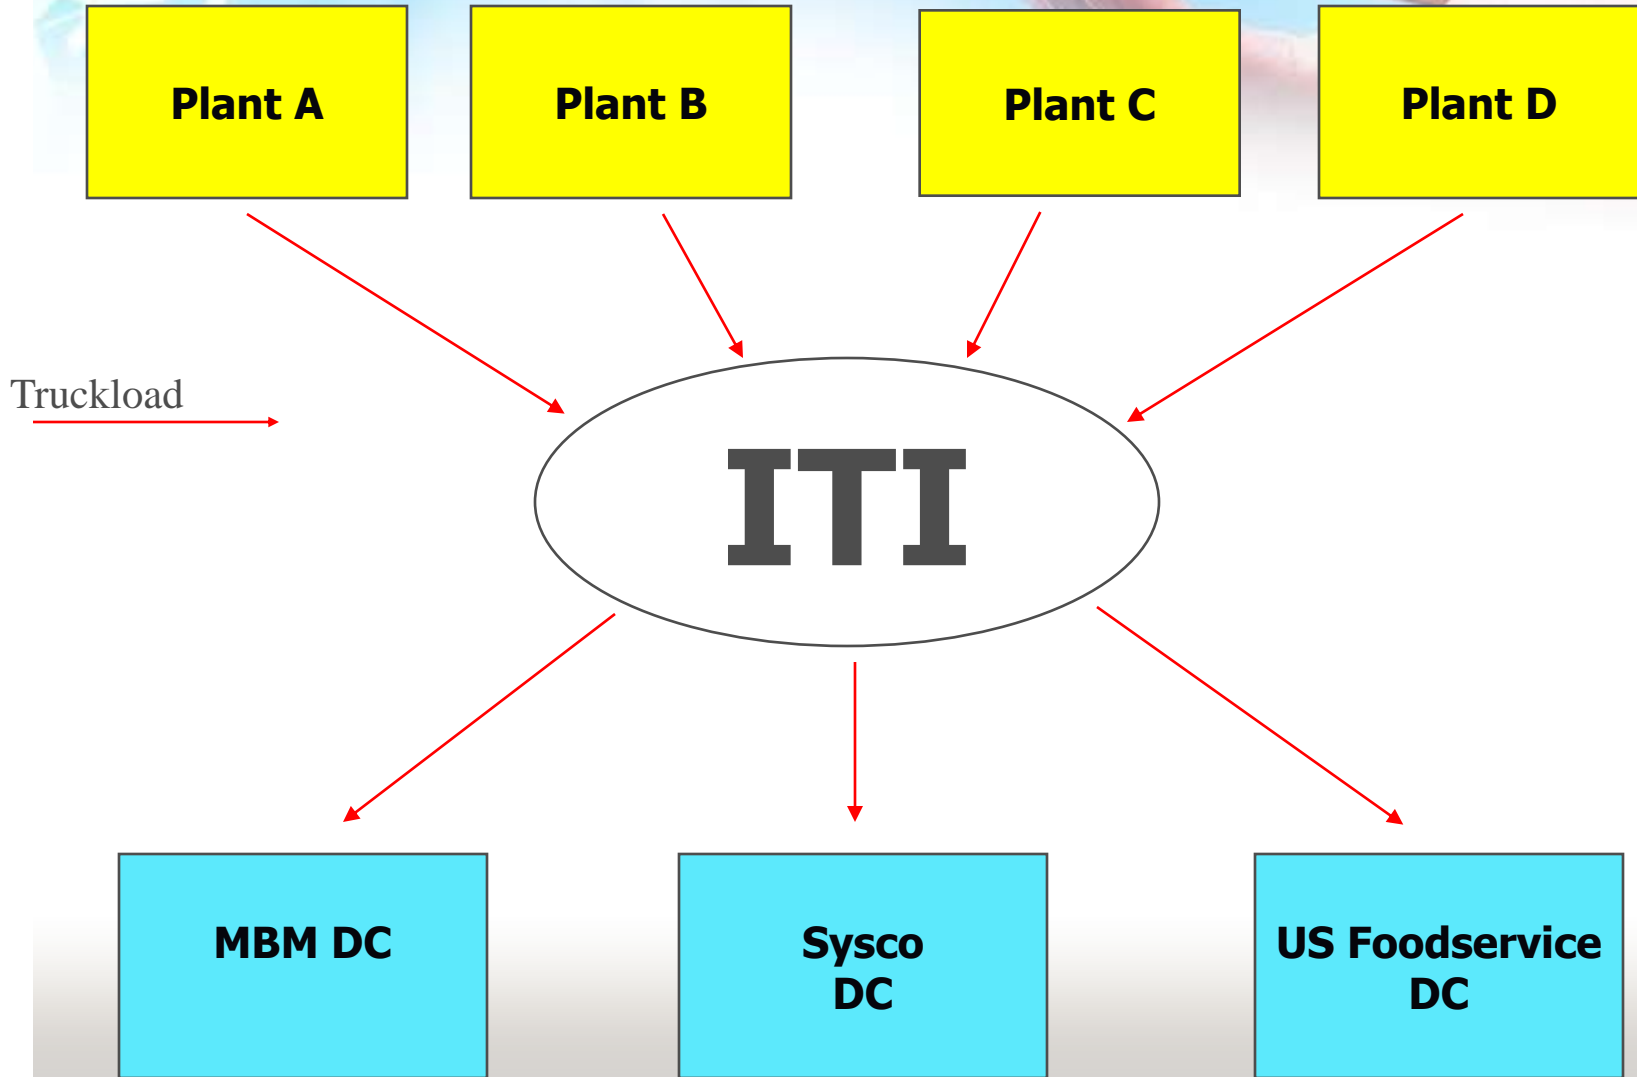 Plant A
Plant B
Plant C
Plant D
Truckload
ITI
MBM DC
Sysco
DC
US Foodservice
DC